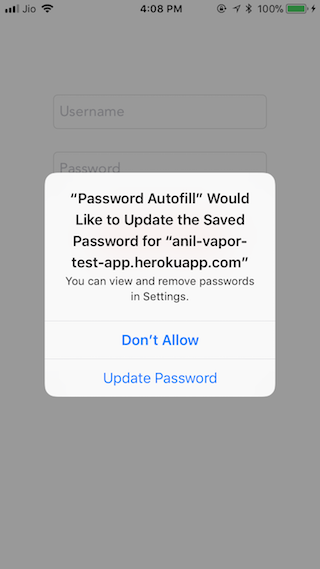 Jio 4:08 PM 100%
Username
Password
“Password Autofill” Would
Like to Update the Saved
Password for “anil-vapor-
test-app.herokuapp.com”
You can view and remove passwords
in Settings.
Don’t Allow
Update Password